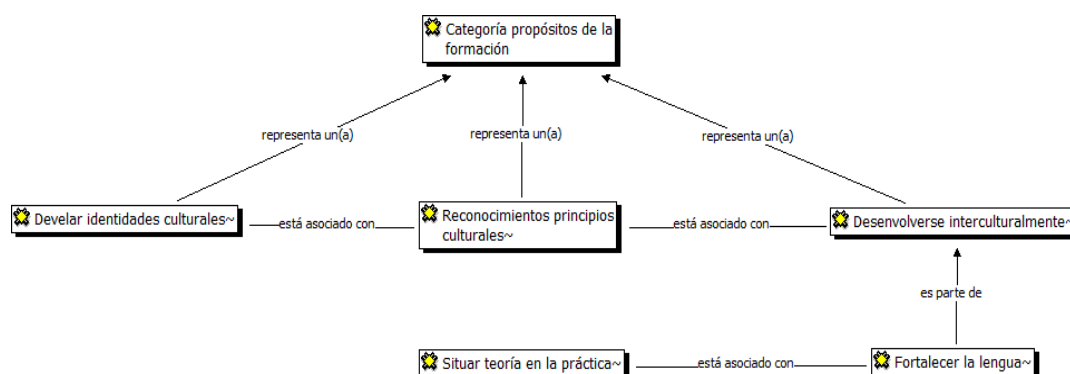 Categoría propósitos de la
formación
representa un(a)
representa un(a)
representa un(a)
Develar identidades culturales~
está asociado con
Reconocimientos principios
culturales~
está asociado con
Desenvolverse interculturalmente~
es parte de
Situar teoría en la práctica~
está asociado con
Fortalecer la lengua~